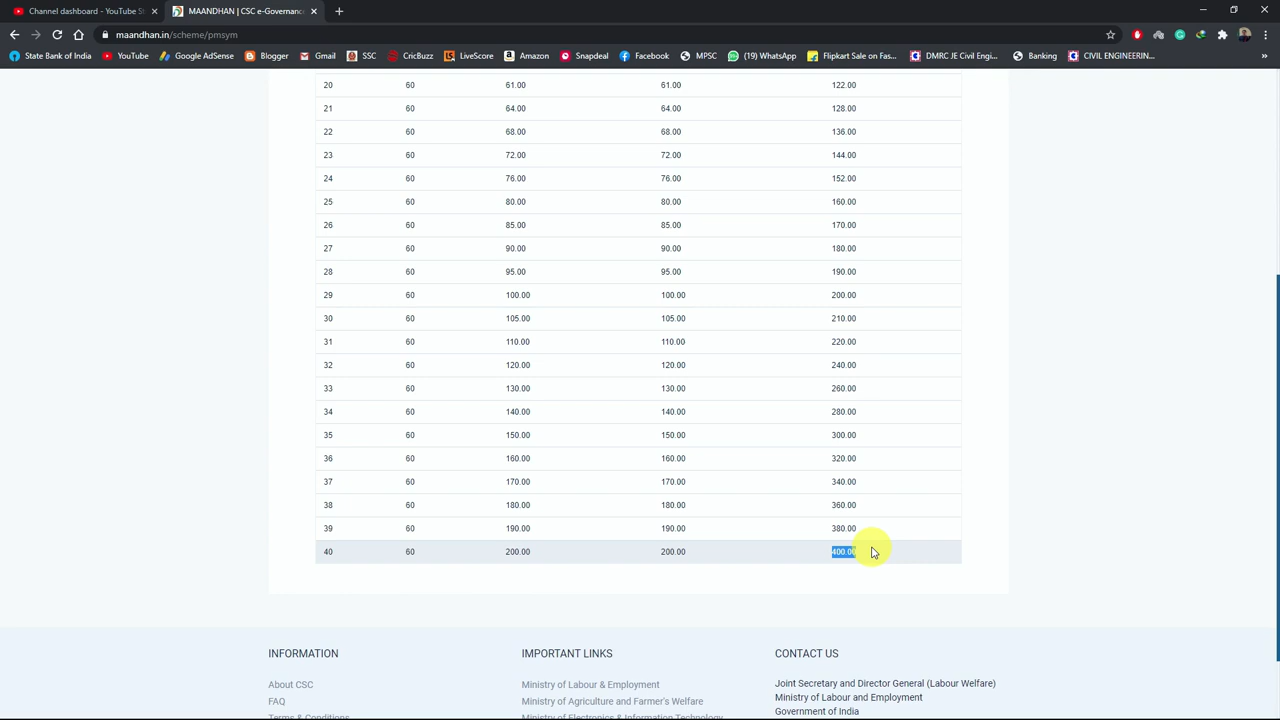 Channel dashboard - YouTube St
MAANDHAN | CSC e-Governance
maandhan.in/scheme/pmsym
State Bank of India YouTube Google AdSense Blogger Gmail SSC CricBuzz LiveScore Amazon Snapdeal Facebook MPSC (19) WhatsApp Flipkart Sale on Fas... DMRC JE Civil Engi... Banking CIVIL ENGINEERIN... »
20 60 61.00 61.00 122.00
21 60 64.00 64.00 128.00
22 60 68.00 68.00 136.00
23 60 72.00 72.00 144.00
24 60 76.00 76.00 152.00
25 60 80.00 80.00 160.00
26 60 85.00 85.00 170.00
27 60 90.00 90.00 180.00
28 60 95.00 95.00 190.00
29 60 100.00 100.00 200.00
30 60 105.00 105.00 210.00
31 60 110.00 110.00 220.00
32 60 120.00 120.00 240.00
33 60 130.00 130.00 260.00
34 60 140.00 140.00 280.00
35 60 150.00 150.00 300.00
36 60 160.00 160.00 320.00
37 60 170.00 170.00 340.00
38 60 180.00 180.00 360.00
39 60 190.00 190.00 380.00
40 60 200.00 200.00 400.00
INFORMATION
About CSC
FAQ
Terms & Conditions
IMPORTANT LINKS
Ministry of Labour & Employment
Ministry of Agriculture and Farmer's Welfare
Ministry of Electronics & Information Technology
CONTACT US
Joint Secretary and Director General (Labour Welfare)
Ministry of Labour and Employment
Government of India